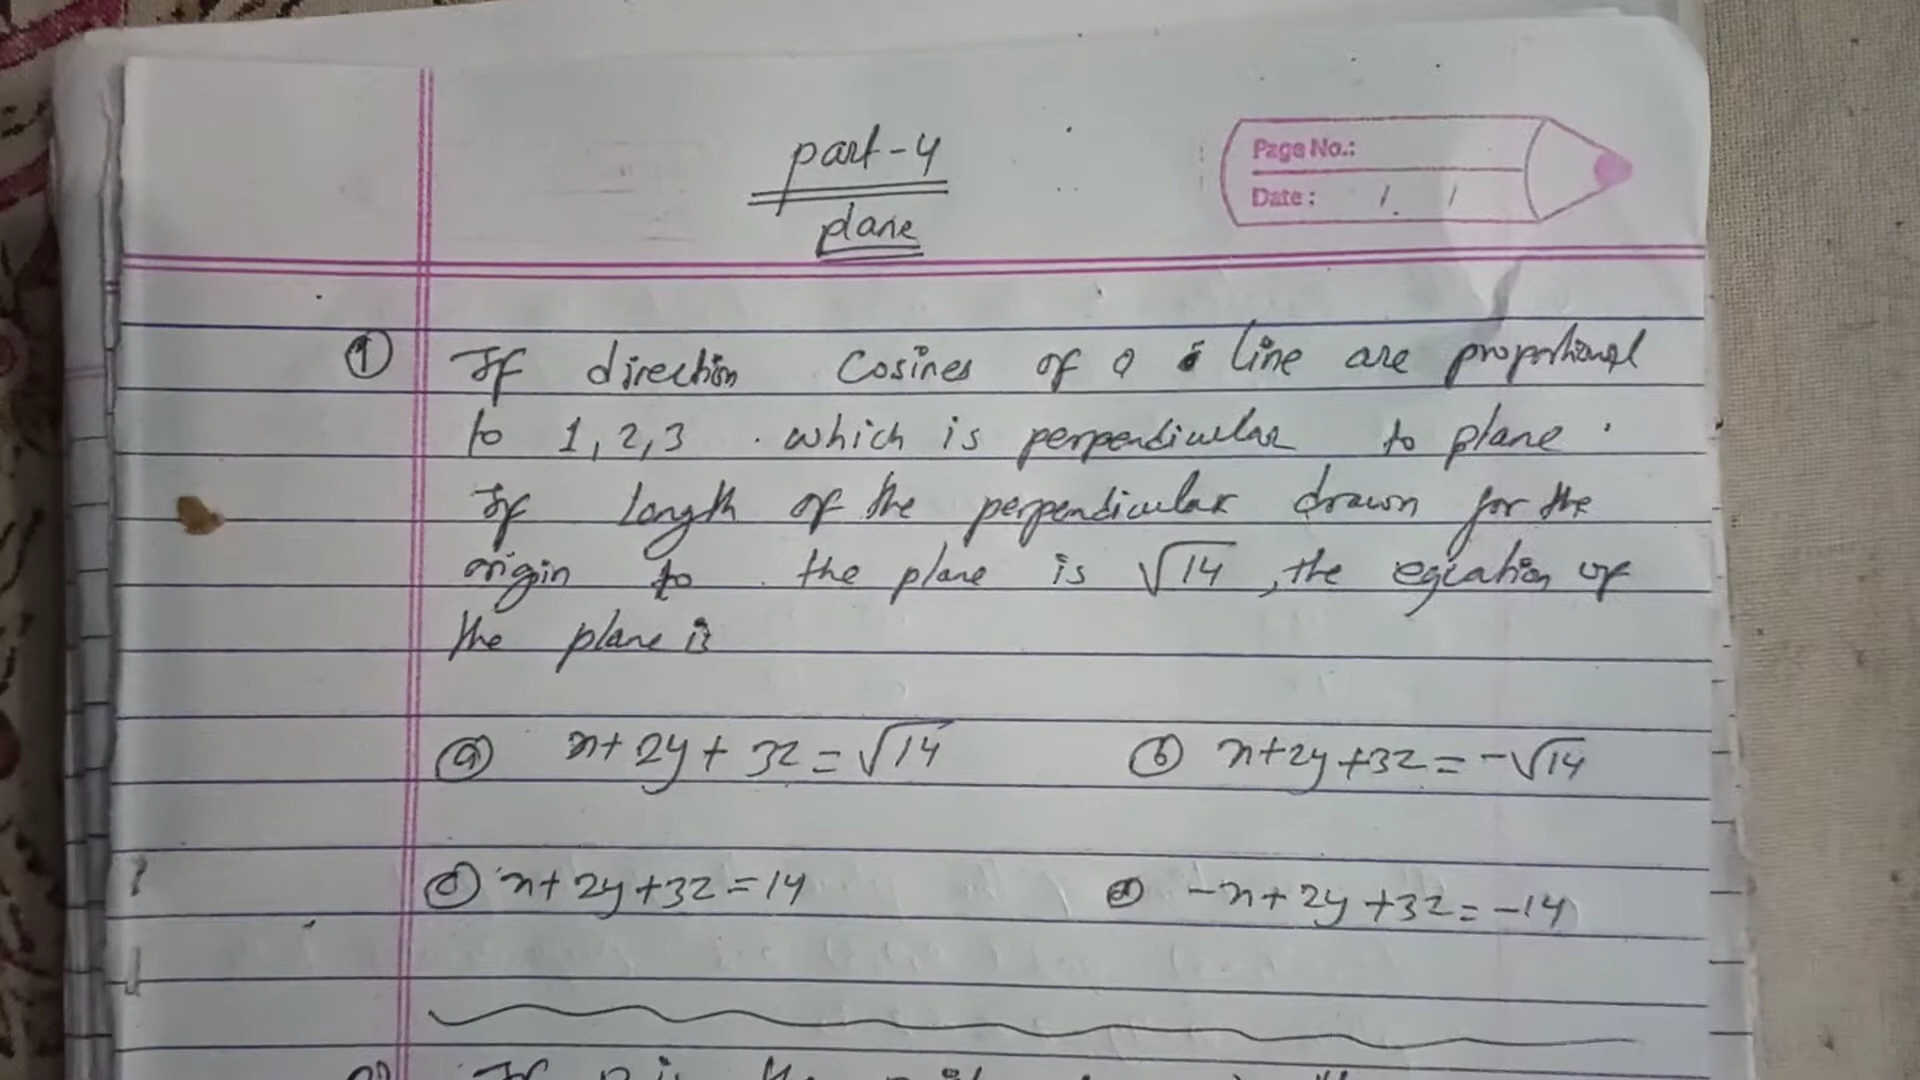 part-4
plane
Page No.:
Date: / /
① If direction Cosines of a line are proportional
to 1, 2, 3 . which is perpendicular to plane .
If Length of the perpendicular drawn for the
origin to . the plane is √14 , the eqication of
the plane is
ⓐ x+2y+3z=√14 ⓑ x+2y+3z=-√14
ⓒ x+2y+3z=14 ⓓ -x+2y+3z=-14
If